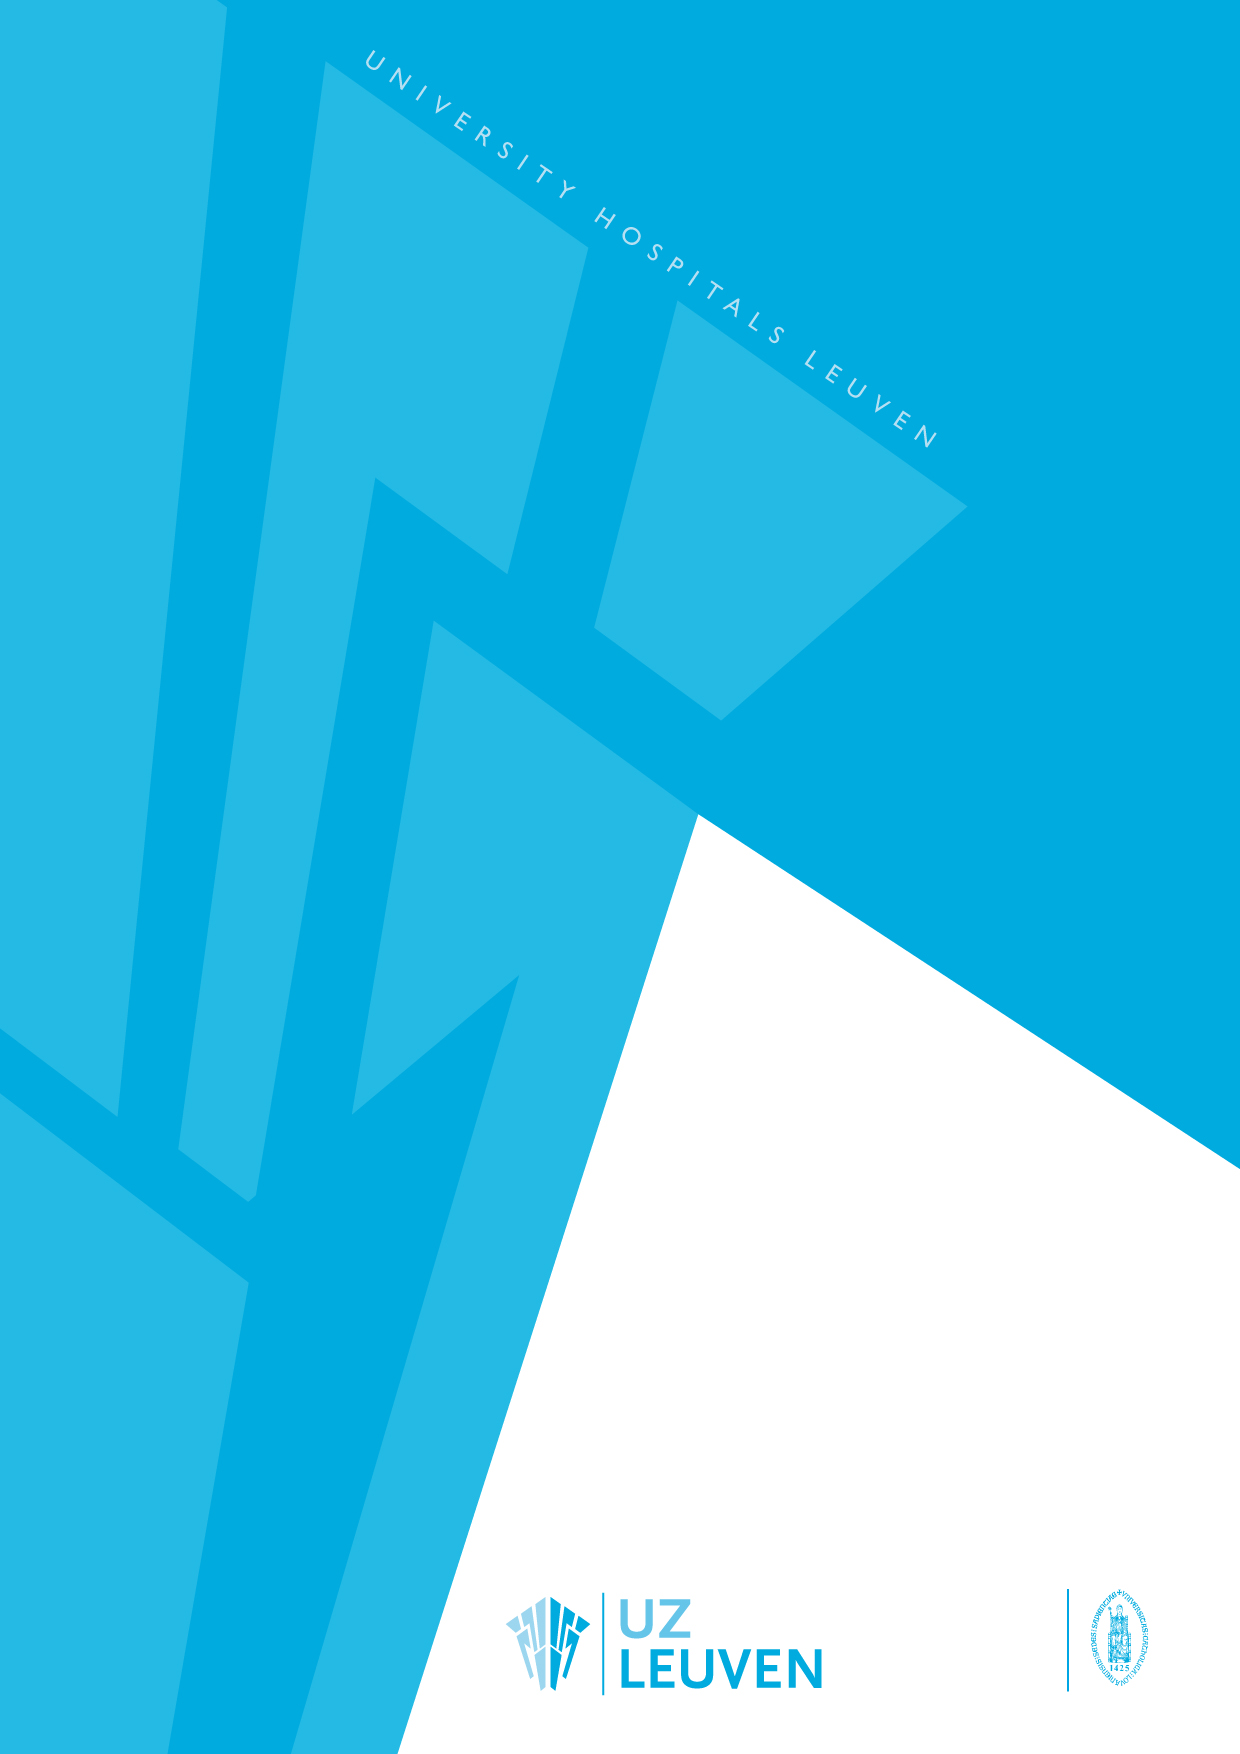 UNIVERSITY HOSPITALS LEUVEN
UZ
LEUVEN
1425